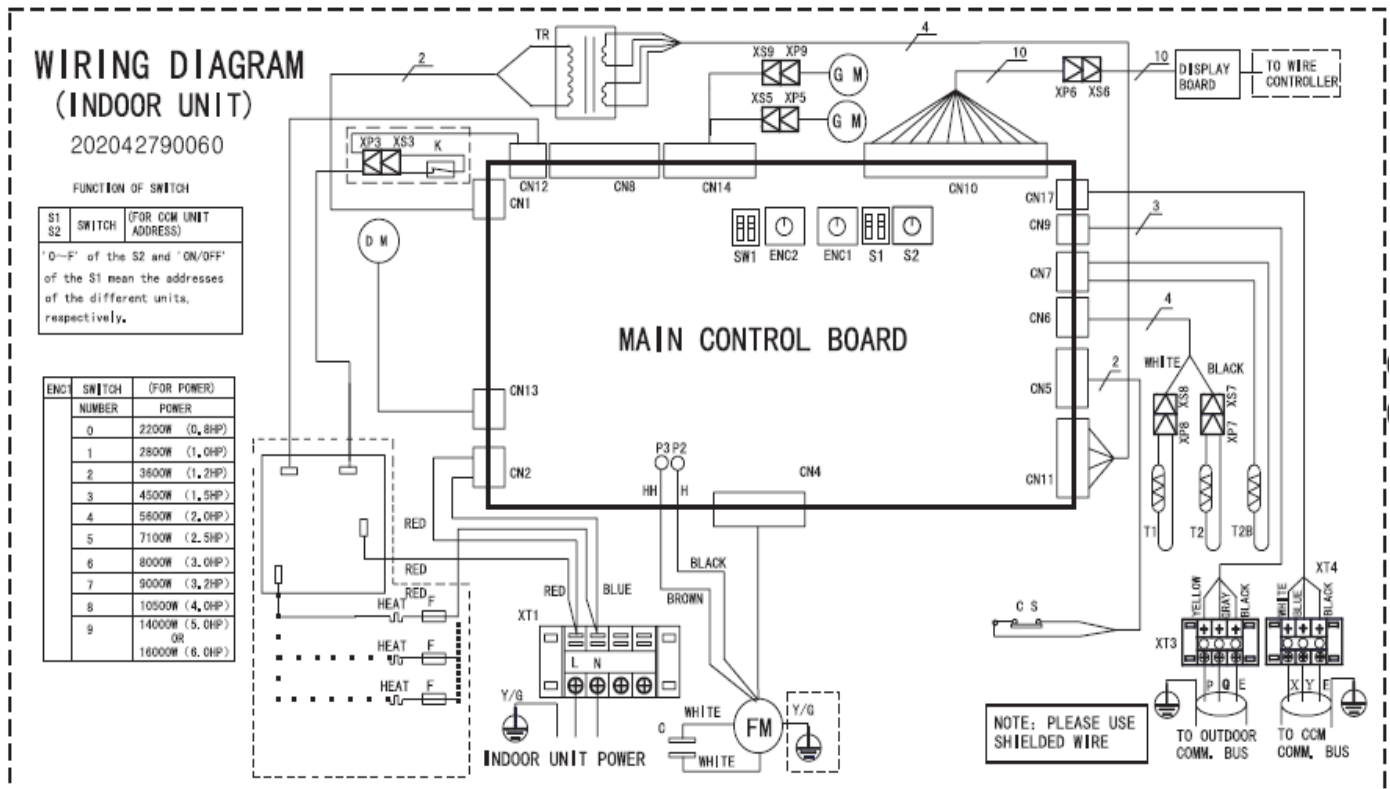 WIRING DIAGRAM
(INDOOR UNIT)
202042790060
FUNCTION OF SWITCH
S1
S2
SWITCH
(FOR CCM UNIT
ADDRESS)
'0~F' of the S2 and 'ON/OFF'
of the S1 mean the addresses
of the different units,
respectively.
ENC1 SWITCH (FOR POWER)
NUMBER POWER
0 2200W (0.8HP)
1 2800W (1.0HP)
2 3600W (1.2HP)
3 4500W (1.5HP)
4 5600W (2.0HP)
5 7100W (2.5HP)
6 8000W (3.0HP)
7 9000W (3.2HP)
8 10500W (4.0HP)
9 14000W (5.0HP)
OR
16000W (6.0HP)
2
TR
4
XS9 XP9
G M
XS5 XP5
G M
10
XP6 XS6
10
DISPLAY
BOARD
TO WIRE
CONTROLLER
XP3 XS3
K
CN12
CN8
CN14
CN10
CN1
CN17
D M
SW1
ENC2
ENC1
S1
S2
CN9
3
CN7
CN6
4
MAIN CONTROL BOARD
WHITE
BLACK
CN5
2
CN13
XS8
XP8
XS7
XP7
CN2
P3 P2
HH
H
CN4
CN11
T1
T2
T2B
RED
RED
RED
RED
BLUE
BLACK
BROWN
HEAT F
HEAT F
HEAT F
XT1
L N
Y/G
INDOOR UNIT POWER
C
WHITE
WHITE
FM
Y/G
C S
YELLOW
GRAY
BLACK
WHITE
BLUE
BLACK
XT4
XT3
P Q E
X Y E
NOTE: PLEASE USE
SHIELDED WIRE
TO OUTDOOR
COMM. BUS
TO CCM
COMM. BUS